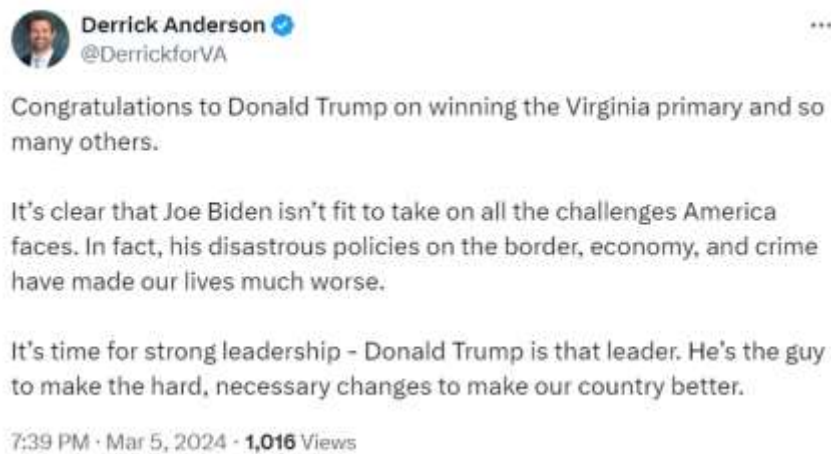 Derrick Anderson
@DerrickforVA
Congratulations to Donald Trump on winning the Virginia primary and so
many others.
It's clear that Joe Biden isn't fit to take on all the challenges America
faces. In fact, his disastrous policies on the border, economy, and crime
have made our lives much worse.
It's time for strong leadership - Donald Trump is that leader. He's the guy
to make the hard, necessary changes to make our country better.
7:39 PM · Mar 5, 2024 · 1,016 Views